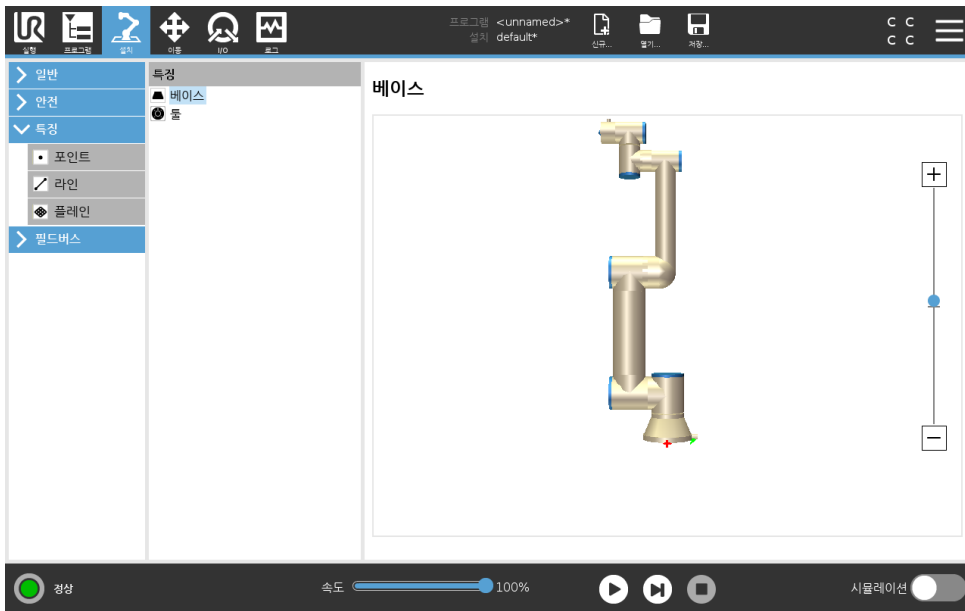 UR
프로그램 <unnamed>*
설치 default*
실행
프로그램
설치
이동
I/O
로그
신규...
열기...
저장...
C C
C C
일반
안전
특징
포인트
라인
플레인
필드버스
특징
베이스
툴
베이스
정상
속도
100%
시뮬레이션